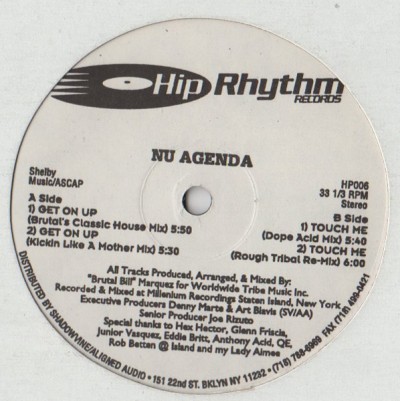 Hip Rhythm
RECORDS
NU AGENDA
Shelby
Music/ASCAP
A Side
1) GET ON UP
(Brutal's Classic House Mix) 5:50
2) GET ON UP
(Kickin Like A Mother Mix) 5:30
HP006
33 1/3 RPM
Stereo
B Side
1) TOUCH ME
(Dope Acid Mix) 5:40
2) TOUCH ME
(Rough Tribal Re-Mix) 6:00
All Tracks Produced, Arranged, & Mixed By:
"Brutal Bill" Marquez for Worldwide Tribe Music Inc.
Recorded & Mixed at Millenium Recordings Staten Island, New York
Executive Producers Denny Marte & Art Blavis (SV/AA)
Senior Producer Joe Rizuto
Special thanks to Hex Hector, Glenn Friscia,
Junior Vasquez, Eddie Britt, Anthony Acid, QE,
Rob Betten @ Island and my Lady Aimee
DISTRIBUTED BY SHADOWVINE/ALIGNED AUDIO • 151 22nd ST. BKLYN NY 11232 • (718) 788-6969 FAX (718) 499-0421